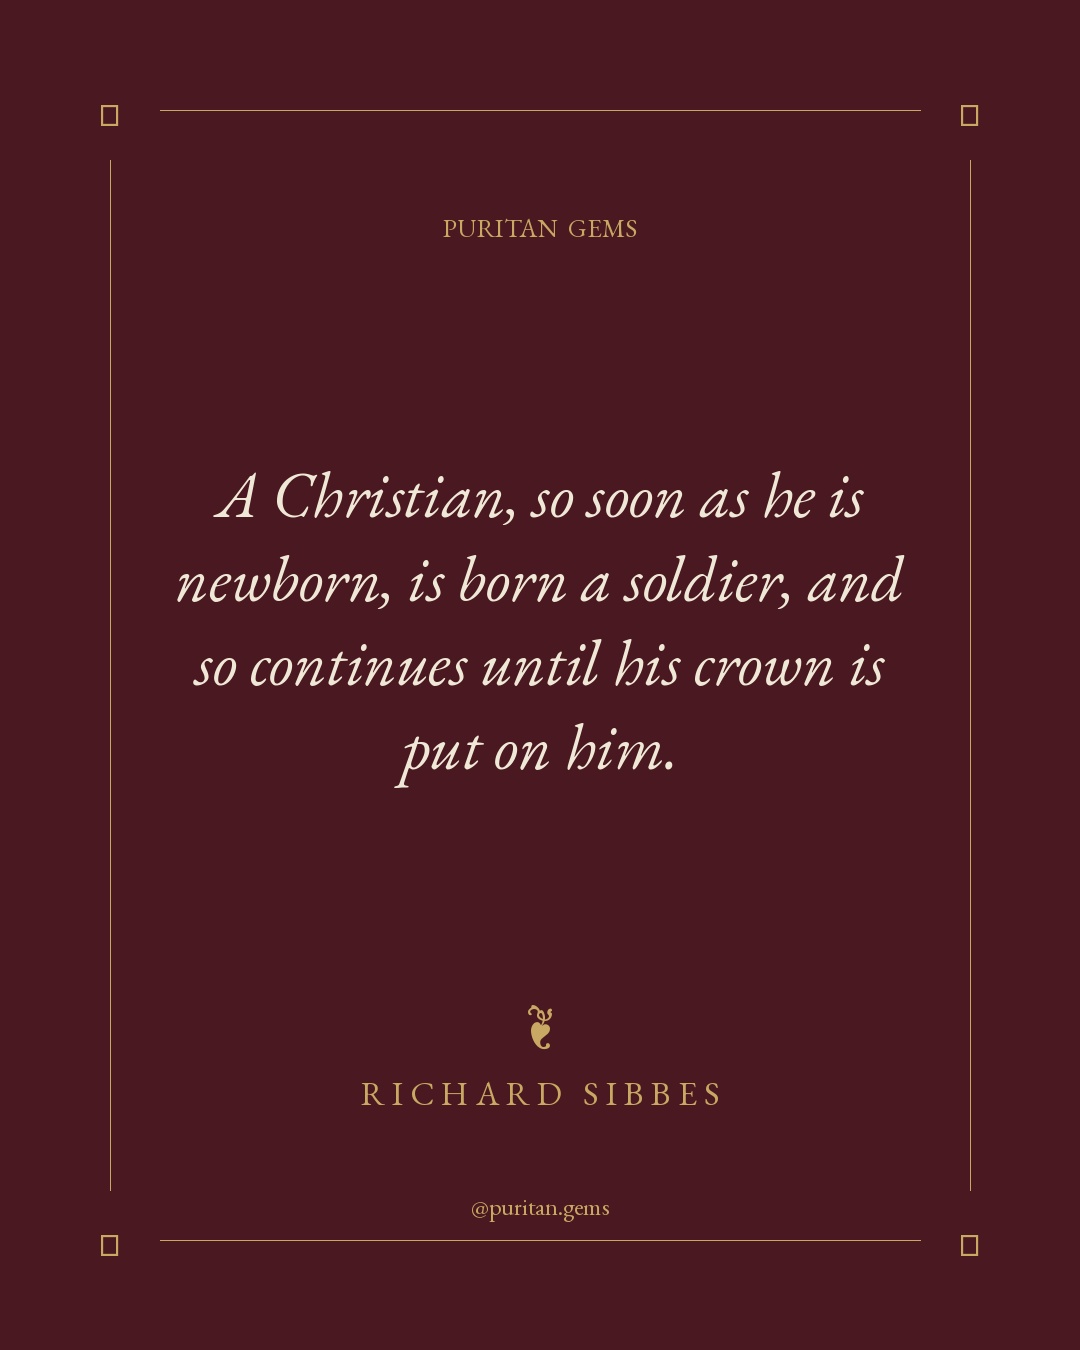 PURITAN GEMS
A Christian, so soon as he is
newborn, is born a soldier, and
so continues until his crown is
put on him.
RICHARD SIBBES
@puritan.gems